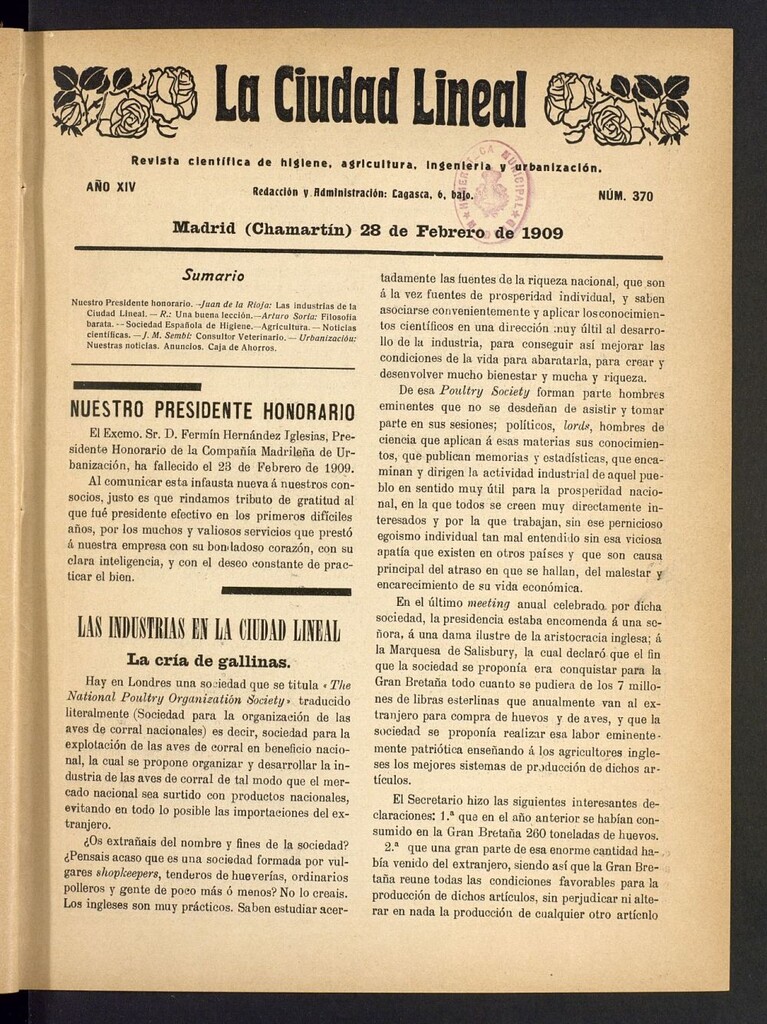 La Ciudad Lineal
Revista científica de higiene, agricultura, ingeniería y urbanización.
AÑO XIV
Redacción y Administración: Lagasca, 6, bajo.
NÚM. 370
HEMEROTECA MUNICIPAL
Madrid (Chamartín) 28 de Febrero de 1909
Sumario
Nuestro Presidente honorario. —Juan de la Rioja: Las industrias de la
Ciudad Lineal. — R.: Una buena lección.—Arturo Soria: Filosofía
barata. -- Sociedad Española de Higiene.—Agricultura. — Noticias
científicas. — J. M. Sembi: Consultor Veterinario. — Urbanización:
Nuestras noticias. Anuncios. Caja de Ahorros.
NUESTRO PRESIDENTE HONORARIO
El Excmo. Sr. D. Fermín Hernández Iglesias, Pre-
sidente Honorario de la Compañía Madrileña de Ur-
banización, ha fallecido el 23 de Febrero de 1909.
Al comunicar esta infausta nueva á nuestros con-
socios, justo es que rindamos tributo de gratitud al
que fué presidente efectivo en los primeros difíciles
años, por los muchos y valiosos servicios que prestó
á nuestra empresa con su bondadoso corazón, con su
clara inteligencia, y con el deseo constante de prac-
ticar el bien.
LAS INDUSTRIAS EN LA CIUDAD LINEAL
La cría de gallinas.
Hay en Londres una sociedad que se titula «The
National Poultry Organization Society» traducido
literalmente (Sociedad para la organización de las
aves de corral nacionales) es decir, sociedad para la
explotación de las aves de corral en beneficio nacio-
nal, la cual se propone organizar y desarrollar la in-
dustria de las aves de corral de tal modo que el mer-
cado nacional sea surtido con productos nacionales,
evitando en todo lo posible las importaciones del ex-
tranjero.
¿Os extrañais del nombre y fines de la sociedad?
¿Pensais acaso que es una sociedad formada por vul-
gares shopkeepers, tenderos de hueverías, ordinarios
polleros y gente de poco más ó menos? No lo creais.
Los ingleses son muy prácticos. Saben estudiar acer-
tadamente las fuentes de la riqueza nacional, que son
á la vez fuentes de prosperidad individual, y saben
asociarse convenientemente y aplicar los conocimien-
tos científicos en una dirección muy últil al desarro-
llo de la industria, para conseguir así mejorar las
condiciones de la vida para abaratarla, para crear y
desenvolver mucho bienestar y mucha y riqueza.
De esa Poultry Society forman parte hombres
eminentes que no se desdeñan de asistir y tomar
parte en sus sesiones; políticos, lords, hombres de
ciencia que aplican á esas materias sus conocimien-
tos, que publican memorias y estadísticas, que enca-
minan y dirigen la actividad industrial de aquel pue-
blo en sentido muy útil para la prosperidad nacio-
nal, en la que todos se creen muy directamente in-
teresados y por la que trabajan, sin ese pernicioso
egoismo individual tan mal entendido sin esa viciosa
apatía que existen en otros países y que son causa
principal del atraso en que se hallan, del malestar y
encarecimiento de su vida económica.
En el último meeting anual celebrado por dicha
sociedad, la presidencia estaba encomenda á una se-
ñora, á una dama ilustre de la aristocracia inglesa; á
la Marquesa de Salisbury, la cual declaró que el fin
que la sociedad se proponía era conquistar para la
Gran Bretaña todo cuanto se pudiera de los 7 millo-
nes de libras esterlinas que anualmente van al ex-
tranjero para compra de huevos y de aves, y que la
sociedad se proponía realizar esa labor eminente-
mente patriótica enseñando á los agricultores ingle-
ses los mejores sistemas de producción de dichos ar-
tículos.
El Secretario hizo las siguientes interesantes de-
claraciones: 1.ª que en el año anterior se habían con-
sumido en la Gran Bretaña 260 toneladas de huevos.
2.ª que una gran parte de esa enorme cantidad ha-
bía venido del extranjero, siendo así que la Gran Bre-
taña reune todas las condiciones favorables para la
producción de dichos artículos, sin perjudicar ni alte-
rar en nada la producción de cualquier otro artícnlo